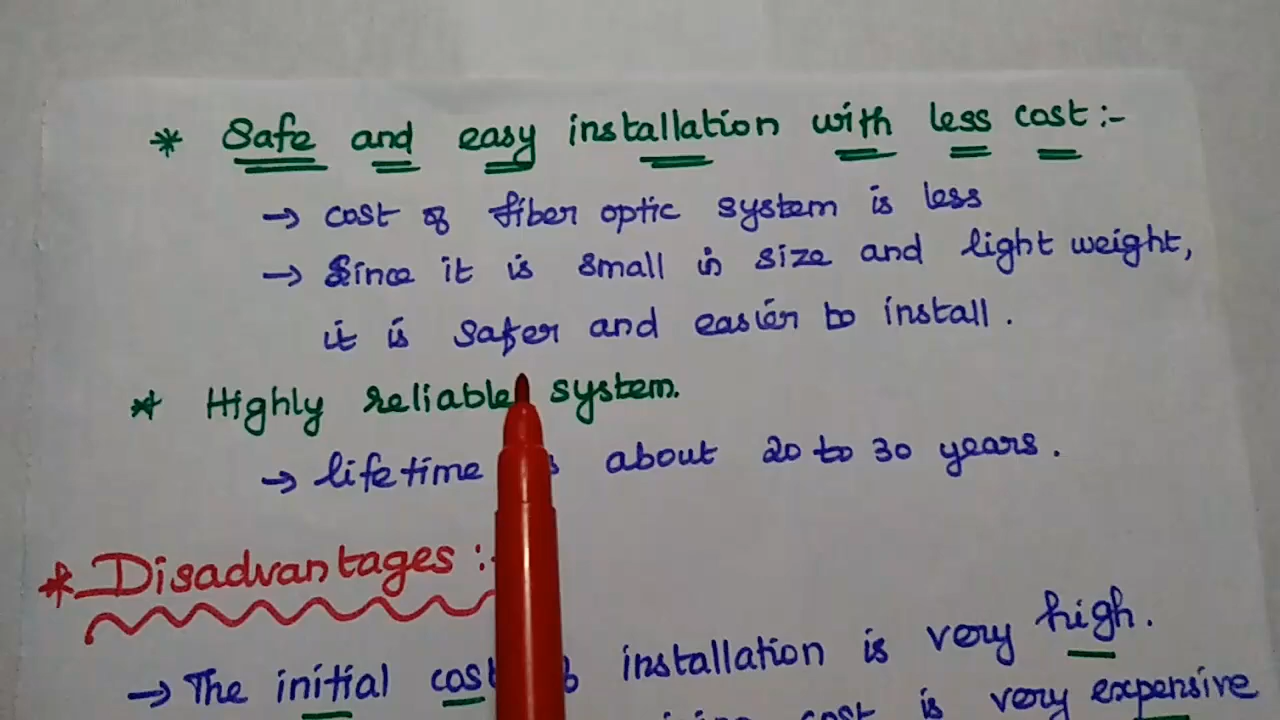 * Safe and easy installation with less cost:-
→ cost of fiber optic system is less
→ Since it is small in size and light weight,
it is safer and easier to install.
* Highly reliable system.
→ lifetime about 20 to 30 years.
* Disadvantages :-
→ The initial cost installation is very high.
cost is very expensive